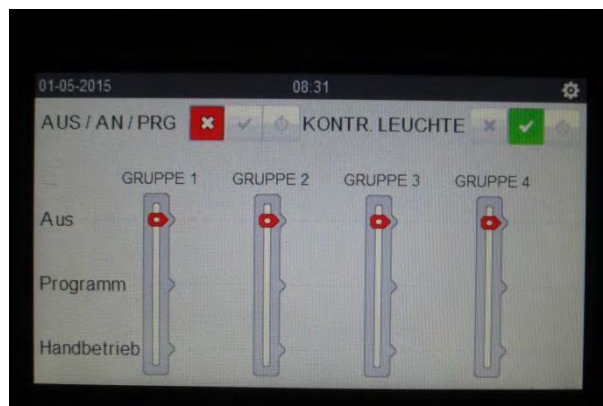 01-05-2015 08:31
AUS / AN / PRG KONTR. LEUCHTE
GRUPPE 1 GRUPPE 2 GRUPPE 3 GRUPPE 4
Aus
Programm
Handbetrieb